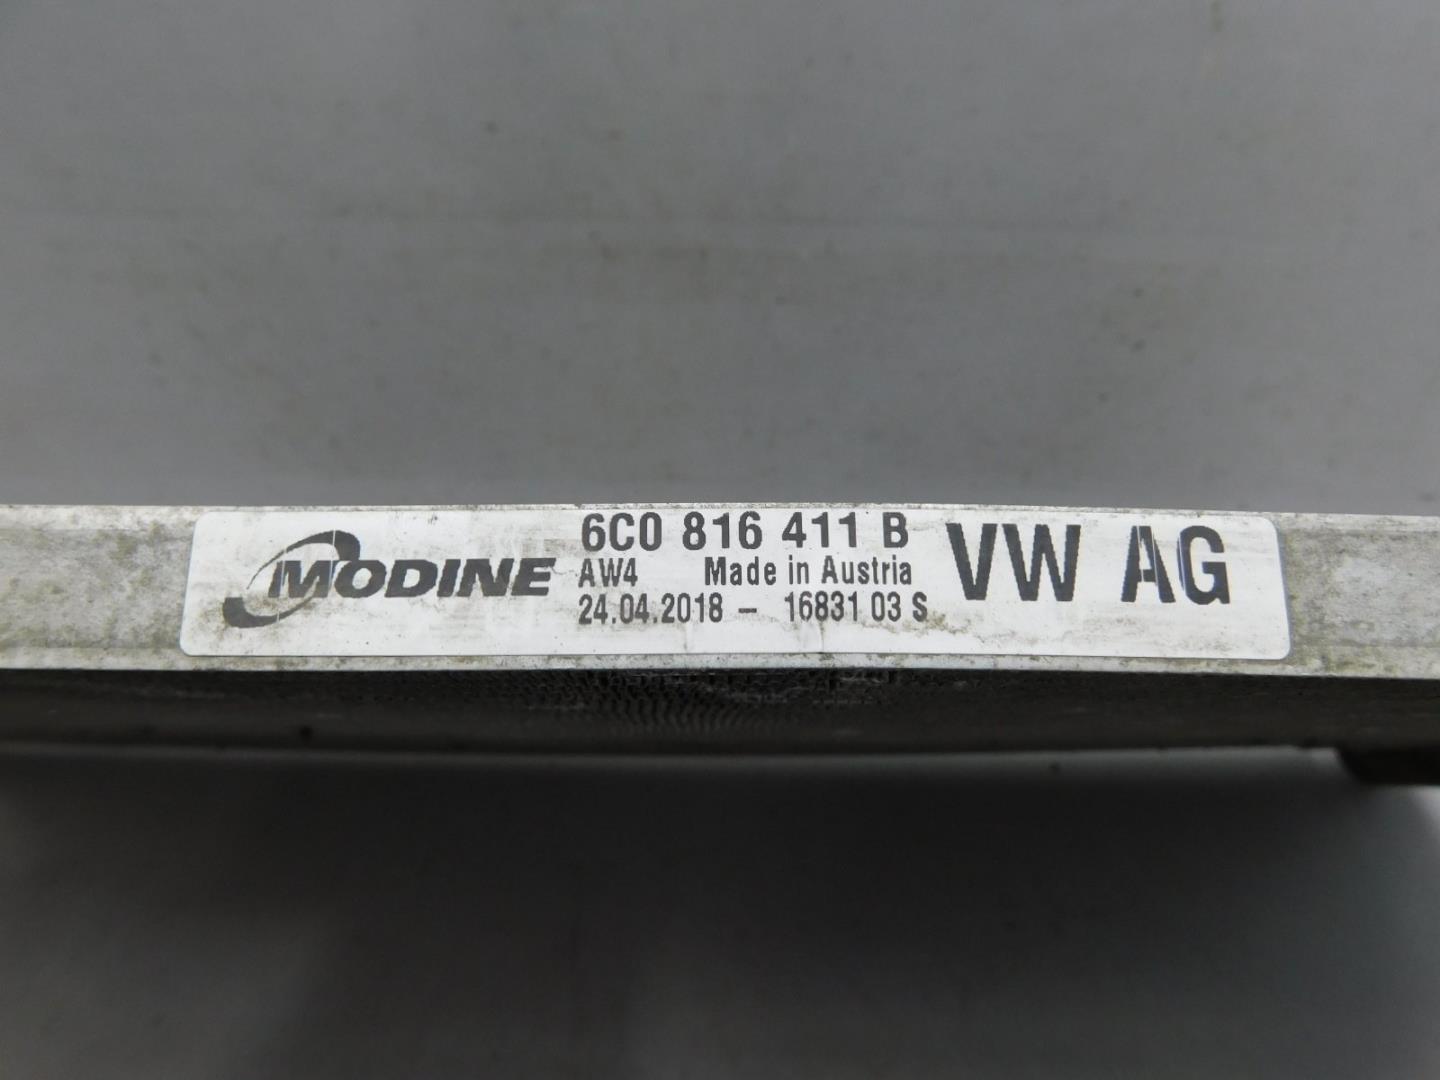 MODINE
6C0 816 411 B
AW4 Made in Austria
24.04.2018 - 16831 03 S
VW AG